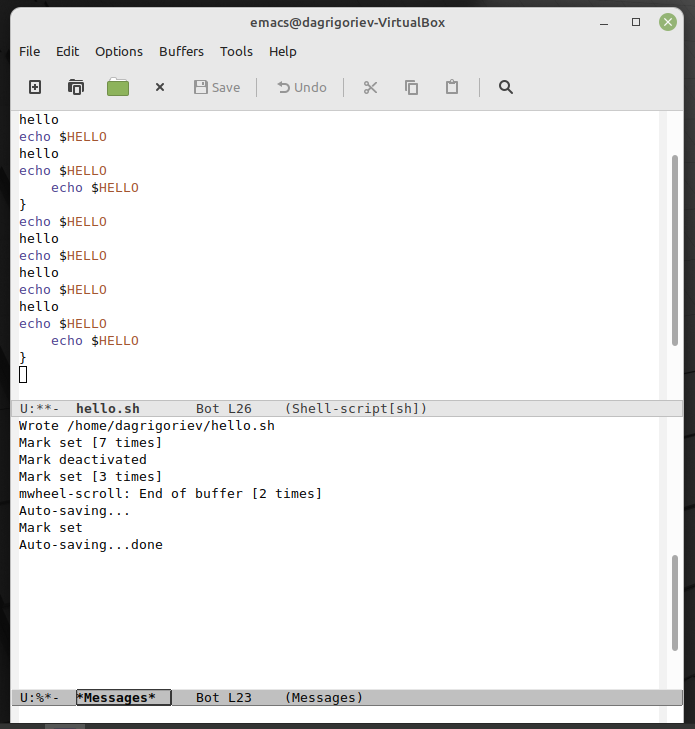 emacs@dagrigoriev-VirtualBox
File Edit Options Buffers Tools Help
Save Undo
hello
echo $HELLO
hello
echo $HELLO
    echo $HELLO
}
echo $HELLO
hello
echo $HELLO
hello
echo $HELLO
hello
echo $HELLO
    echo $HELLO
}
U:**-  hello.sh       Bot L26    (Shell-script[sh])
Wrote /home/dagrigoriev/hello.sh
Mark set [7 times]
Mark deactivated
Mark set [3 times]
mwheel-scroll: End of buffer [2 times]
Auto-saving...
Mark set
Auto-saving...done
U:%*-  *Messages*     Bot L23    (Messages)